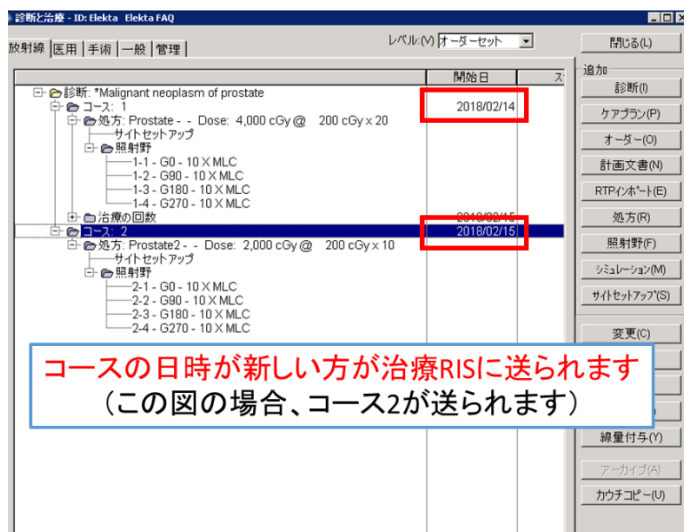 診断と治療 - ID: Elekta Elekta FAQ
放射線 医用 手術 一般 管理
レベル:(V) オーダーセット
閉じる(L)
開始日
追加
診断: *Malignant neoplasm of prostate
診断(I)
コース: 1 2018/02/14
ケアプラン(P)
処方: Prostate - - Dose: 4,000 cGy @ 200 cGy x 20
サイトセットアップ
オーダー(O)
照射野
1-1 - G0 - 10 X MLC
計画文書(N)
1-2 - G90 - 10 X MLC
1-3 - G180 - 10 X MLC
RTPインポート(E)
1-4 - G270 - 10 X MLC
治療の回数 2018/02/15
処方(R)
コース: 2 2018/02/15
処方: Prostate2 - - Dose: 2,000 cGy @ 200 cGy x 10
照射野(F)
サイトセットアップ
照射野
シミュレーション(M)
2-1 - G0 - 10 X MLC
2-2 - G90 - 10 X MLC
サイトセットアップ(S)
2-3 - G180 - 10 X MLC
2-4 - G270 - 10 X MLC
変更(C)
コースの日時が新しい方が治療RISに送られます
(この図の場合、コース2が送られます)
線量付与(Y)
アーカイブ(A)
カウチコピー(U)